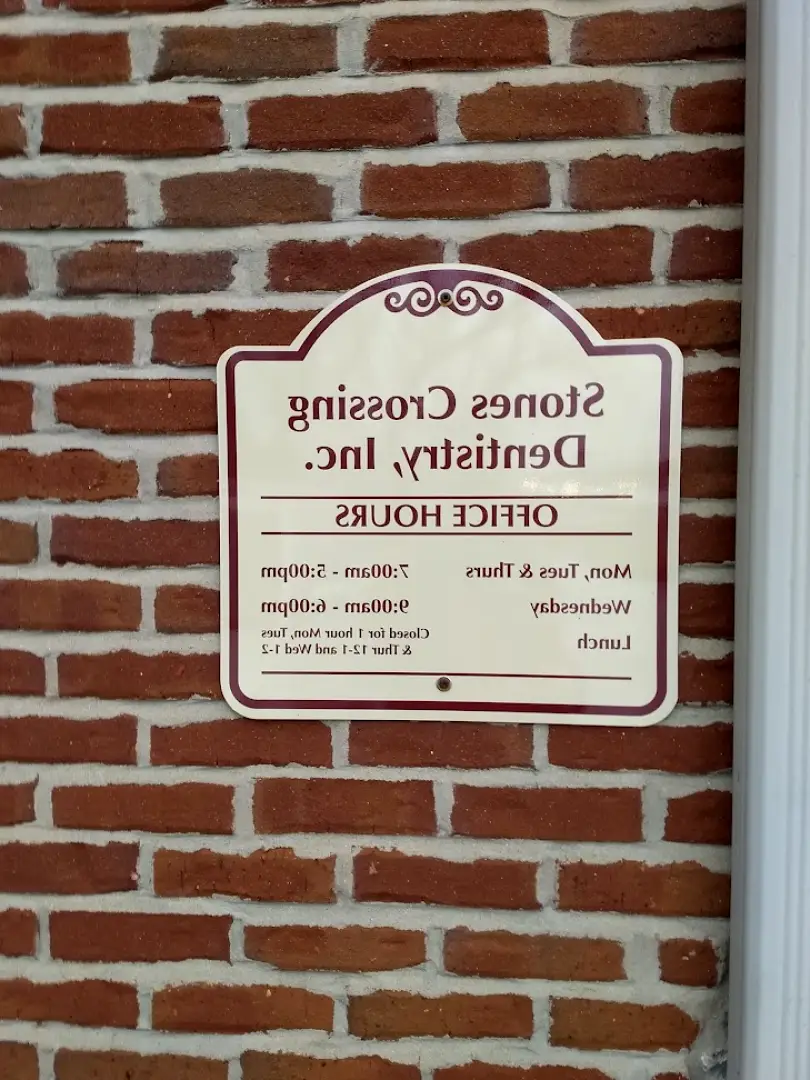 Stones Crossing
Dentistry, Inc.
OFFICE HOURS
Mon, Tues & Thurs 7:00am - 5:00pm
Wednesday 9:00am - 6:00pm
Lunch Closed for 1 hour Mon, Tues,
& Thur 12-1 and Wed 1-2